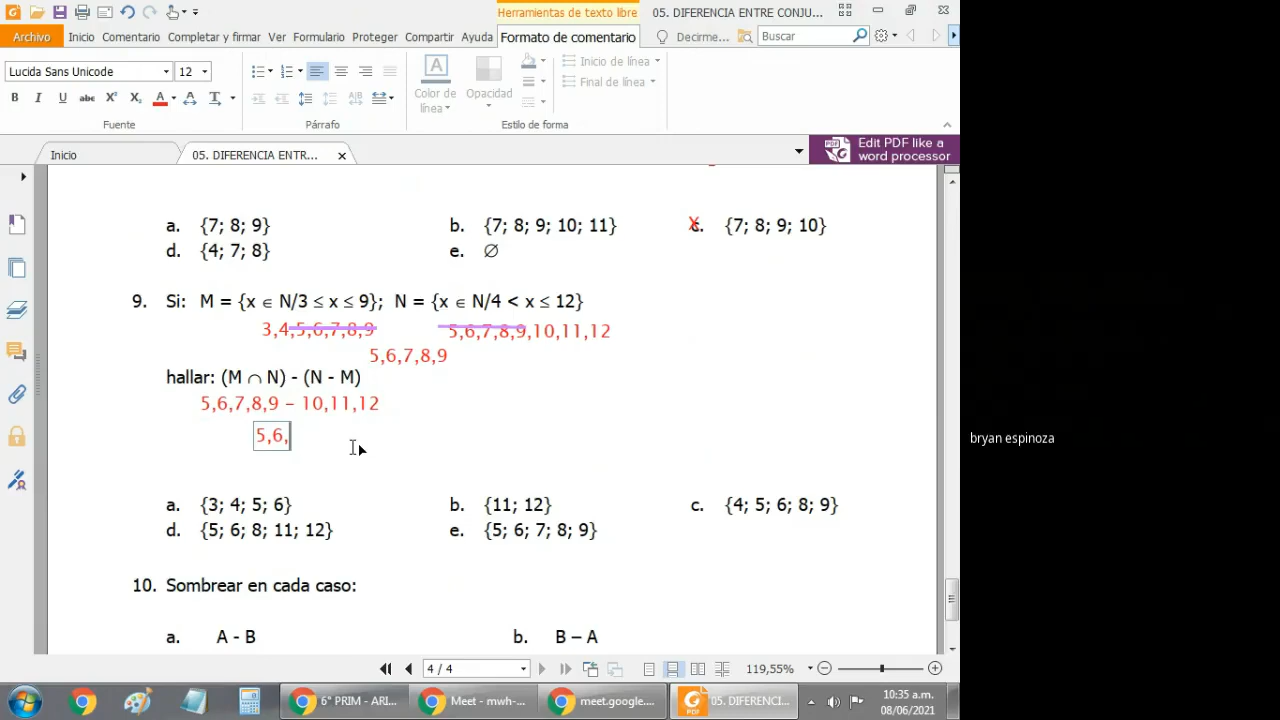 Herramientas de texto libre
05. DIFERENCIA ENTRE CONJU...
Archivo Inicio Comentario Completar y firmar Ver Formulario Proteger Compartir Ayuda Formato de comentario Decirme... Buscar
Lucida Sans Unicode 12
Color de línea
Opacidad
Inicio de línea
Final de línea
Fuente Párrafo Estilo de forma
Inicio 05. DIFERENCIA ENTR...
Edit PDF like a word processor
a. {7; 8; 9} b. {7; 8; 9; 10; 11} c. {7; 8; 9; 10}
d. {4; 7; 8} e. ∅
9. Si: M = {x ∈ N/3 ≤ x ≤ 9}; N = {x ∈ N/4 < x ≤ 12}
3,4,5,6,7,8,9 5,6,7,8,9,10,11,12
5,6,7,8,9
hallar: (M ∩ N) - (N - M)
5,6,7,8,9 – 10,11,12
5,6,
a. {3; 4; 5; 6} b. {11; 12} c. {4; 5; 6; 8; 9}
d. {5; 6; 8; 11; 12} e. {5; 6; 7; 8; 9}
10. Sombrear en cada caso:
a. A - B b. B – A
4 / 4 119,55%
6° PRIM - ARI... Meet - mwh-... meet.google.... 05. DIFERENCI...
10:35 a.m.
08/06/2021
bryan espinoza